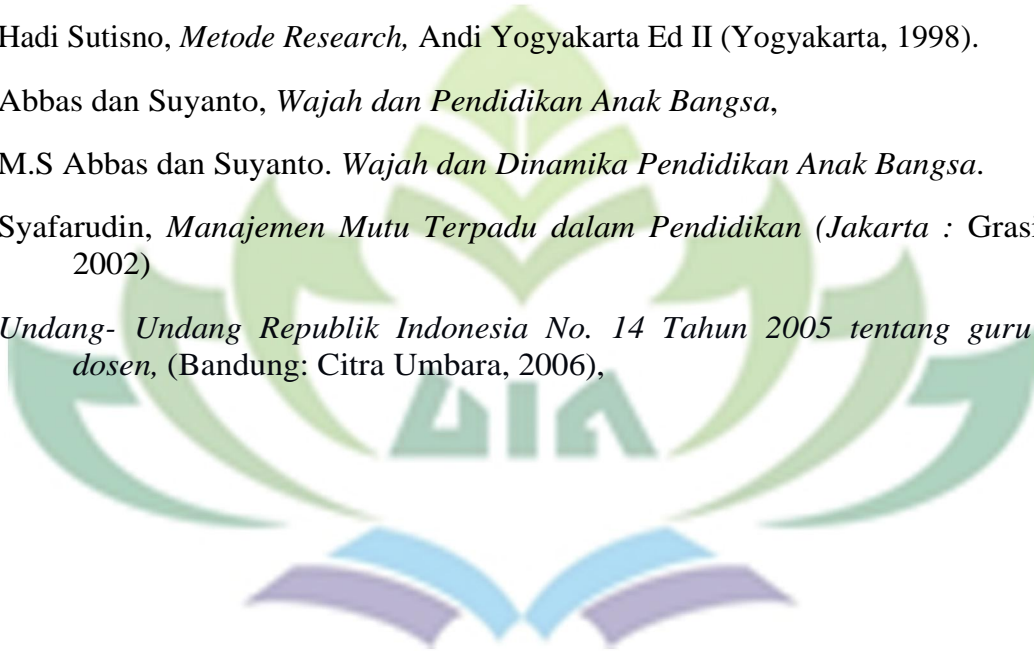 Hadi Sutisno, Metode Research, Andi Yogyakarta Ed II (Yogyakarta, 1998).
Abbas dan Suyanto, Wajah dan Pendidikan Anak Bangsa,
M.S Abbas dan Suyanto. Wajah dan Dinamika Pendidikan Anak Bangsa.
Syafarudin, Manajemen Mutu Terpadu dalam Pendidikan (Jakarta : Grasi
2002)
Undang- Undang Republik Indonesia No. 14 Tahun 2005 tentang guru
dosen, (Bandung: Citra Umbara, 2006),